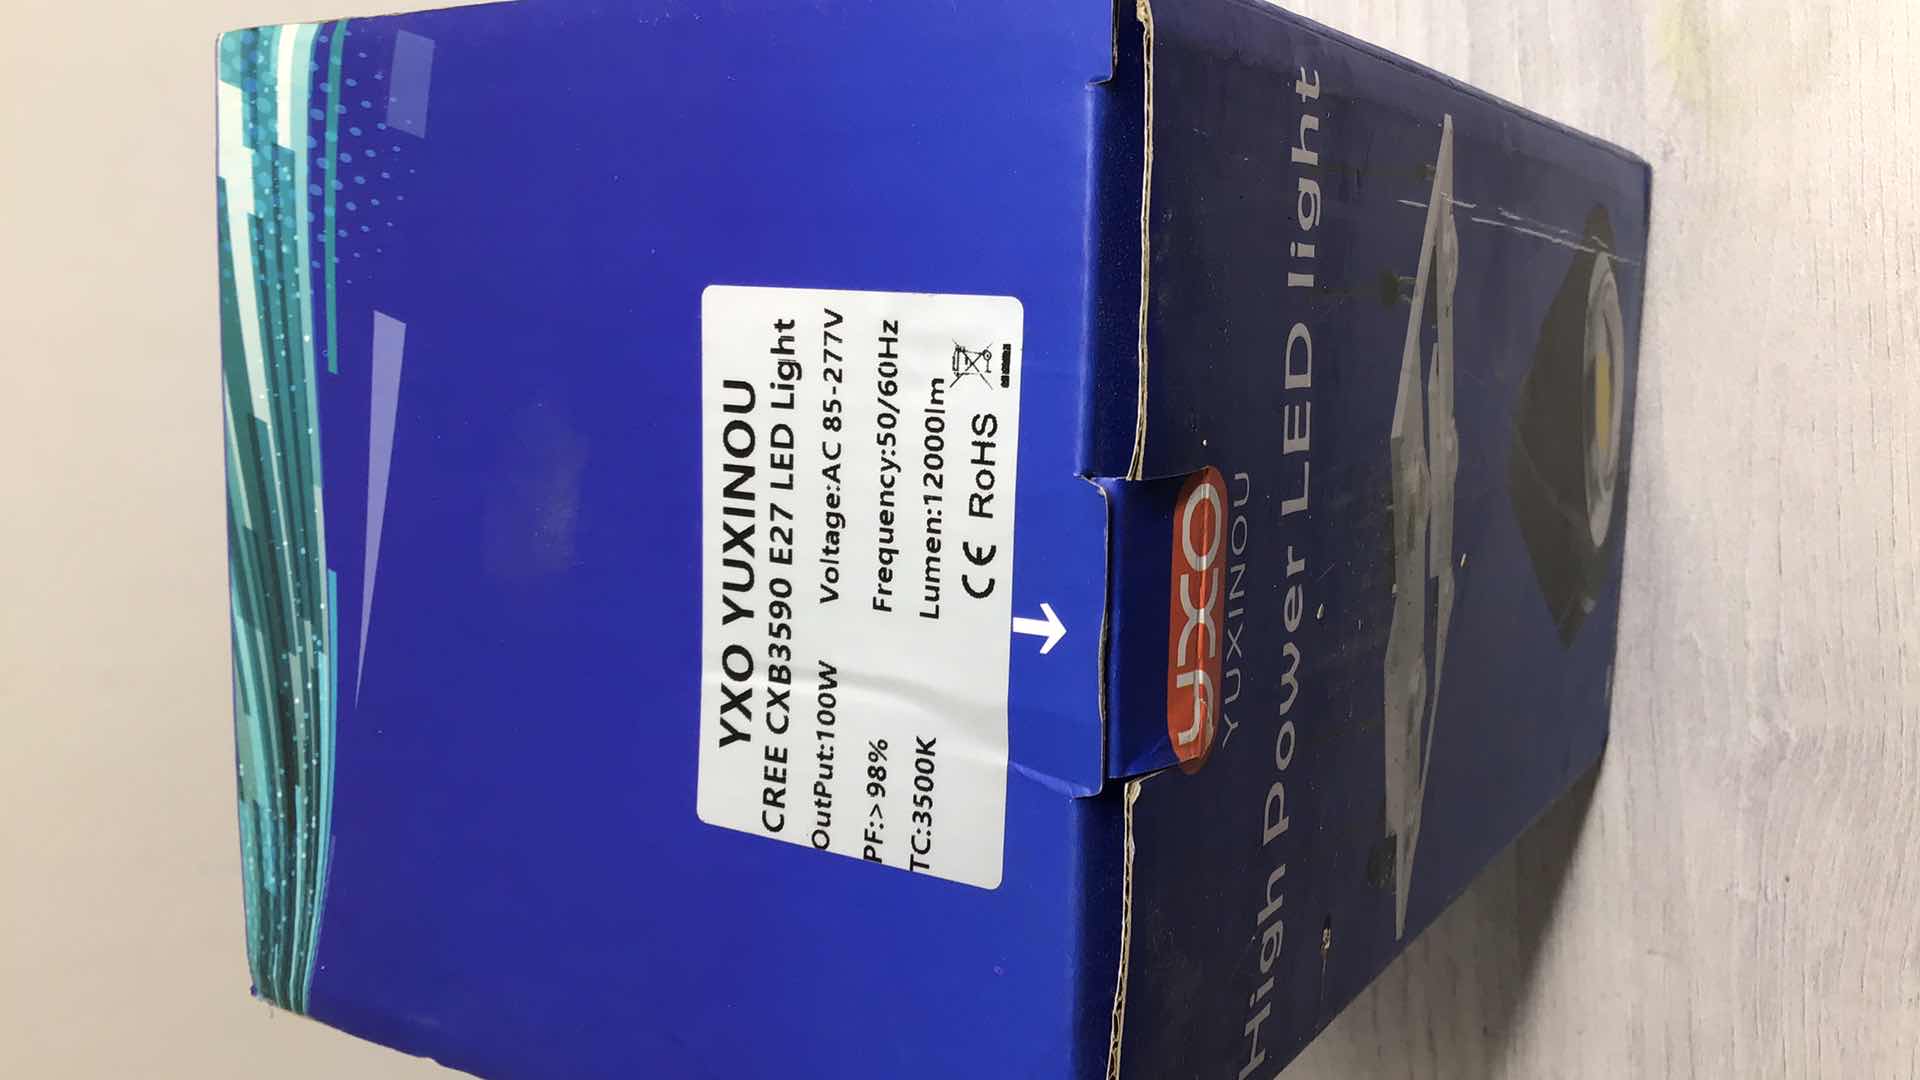 YXO YUXINOU
CREE CXB3590 E27 LED Light
OutPut:100W Voltage:AC 85-277V
PF:>98% Frequency:50/60Hz
TC:3500K Lumen:12000lm
CE RoHS
YXO
YUXINOU
High Power LED light